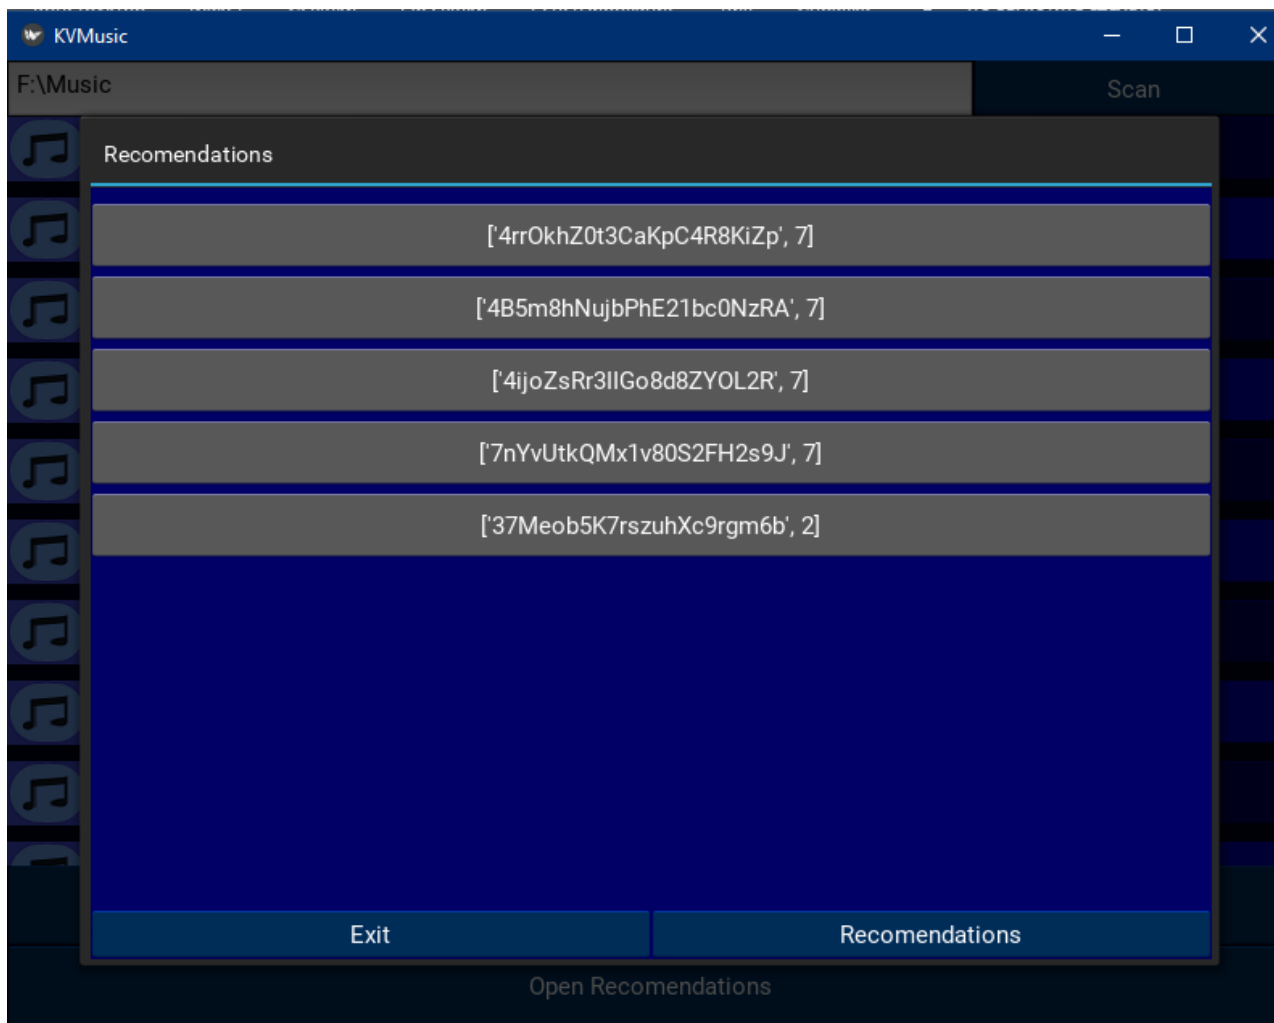 KVMusic
F:\Music
Scan
Recomendations
['4rrOkhZ0t3CaKpC4R8KiZp', 7]
['4B5m8hNujbPhE21bc0NzRA', 7]
['4ijoZsRr3IIGo8d8ZYOL2R', 7]
['7nYvUtkQMx1v80S2FH2s9J', 7]
['37Meob5K7rszuhXc9rgm6b', 2]
Exit
Recomendations
Open Recomendations